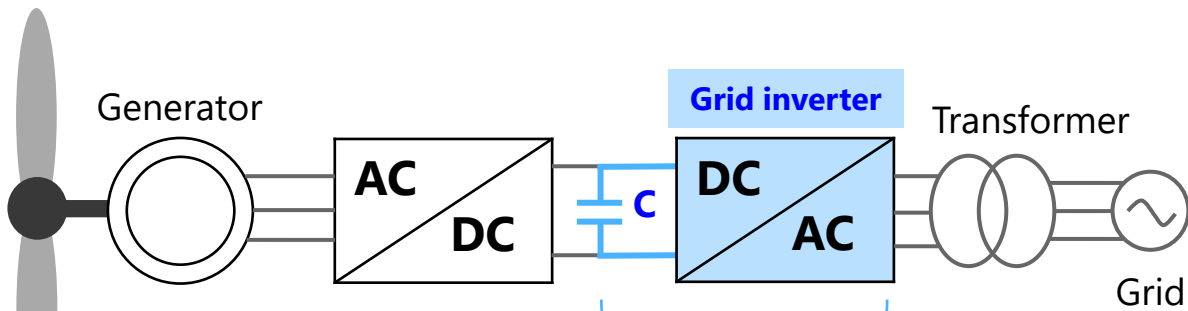 Grid inverter
Generator
Transformer
AC
DC
C
DC
AC
Grid